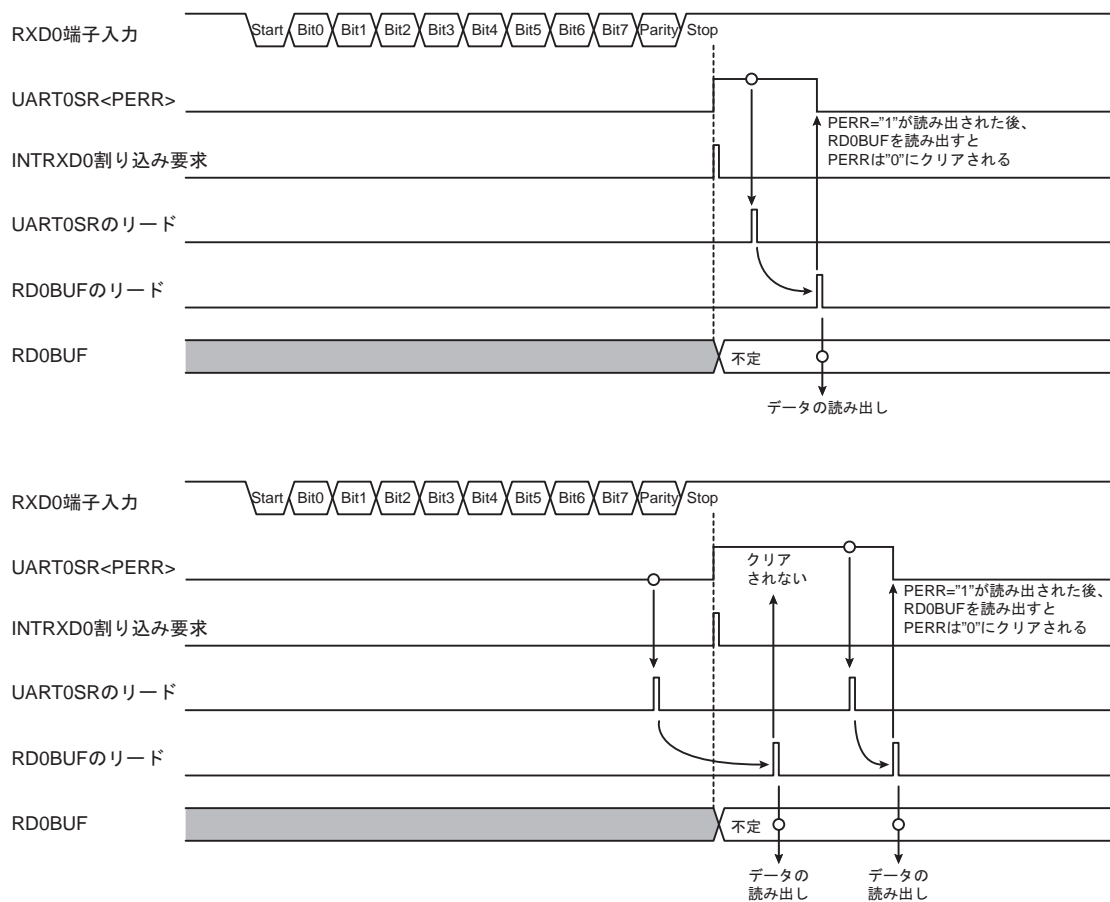 RXD0端子入力
Start Bit0 Bit1 Bit2 Bit3 Bit4 Bit5 Bit6 Bit7 Parity Stop
UART0SR<PERR>
PERR="1"が読み出された後、
RD0BUFを読み出すと
PERRは"0"にクリアされる
INTRXD0割り込み要求
UART0SRのリード
RD0BUFのリード
RD0BUF
不定
データの読み出し
RXD0端子入力
Start Bit0 Bit1 Bit2 Bit3 Bit4 Bit5 Bit6 Bit7 Parity Stop
UART0SR<PERR>
クリア
されない
PERR="1"が読み出された後、
RD0BUFを読み出すと
PERRは"0"にクリアされる
INTRXD0割り込み要求
UART0SRのリード
RD0BUFのリード
RD0BUF
不定
データの
読み出し
データの
読み出し